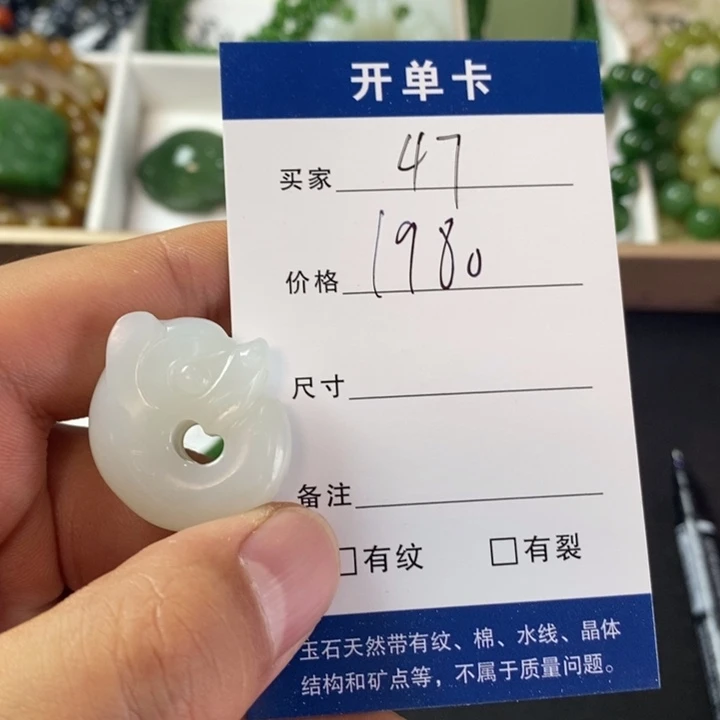 开单卡
买家 47
价格 1980
尺寸
备注
有纹 有裂
玉石天然带有纹、棉、水线、晶体
结构和矿点等，不属于质量问题。